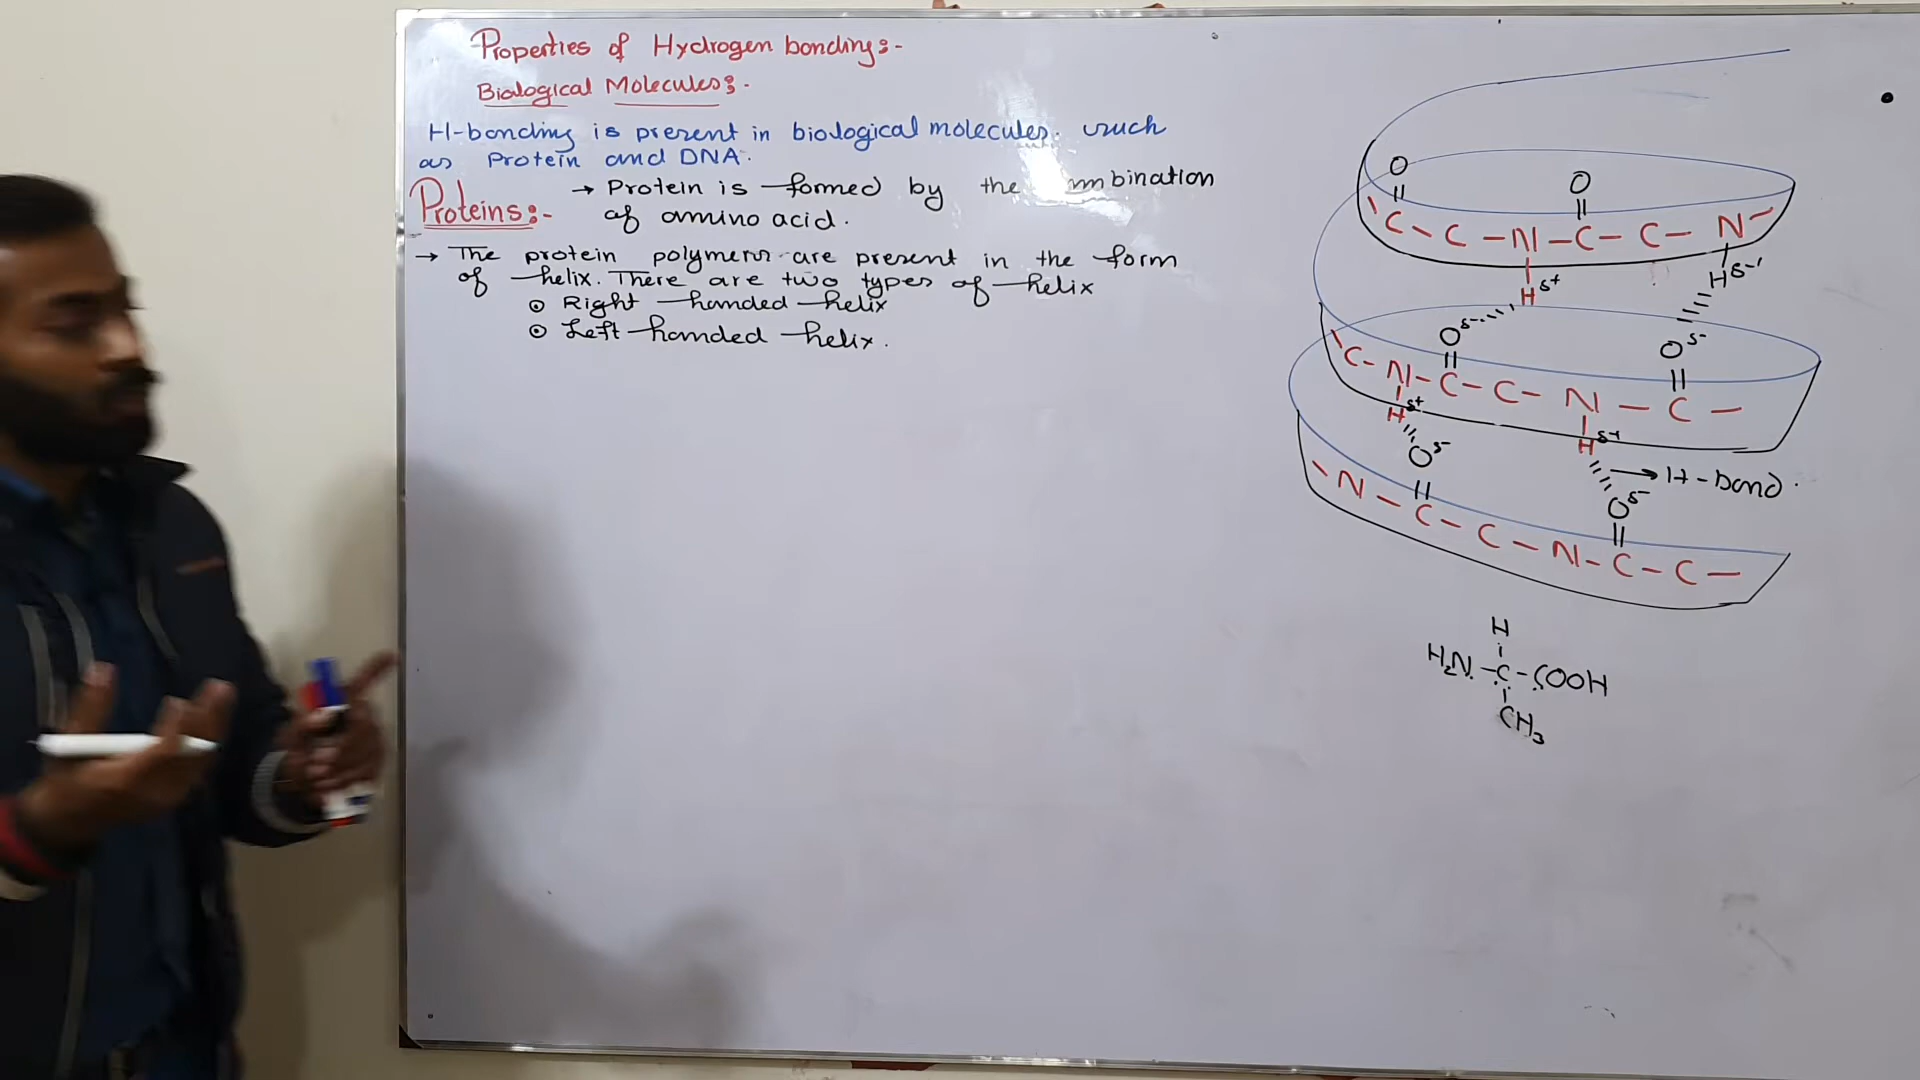 Properties of Hydrogen bonding:-
Biological Molecules:-
H-bonding is present in biological molecules. such
as Protein and DNA.
Proteins:-
→ Protein is formed by the mbination
of amino acid.
→ The protein polymers are present in the form
of helix. There are two types of helix
⊙ Right handed helix
⊙ Left handed helix.
O O
|| ||
\ C - C - N - C - C - N -
| |
H δ+ H δ+
O δ- O δ-
|| ||
\ C - N - C - C - N - C -
| |
H δ+ H δ+
→ H-bond.
O δ- O δ-
|| ||
\ N - C - C - N - C - C -
H
|
H₂N - C - COOH
|
CH₃